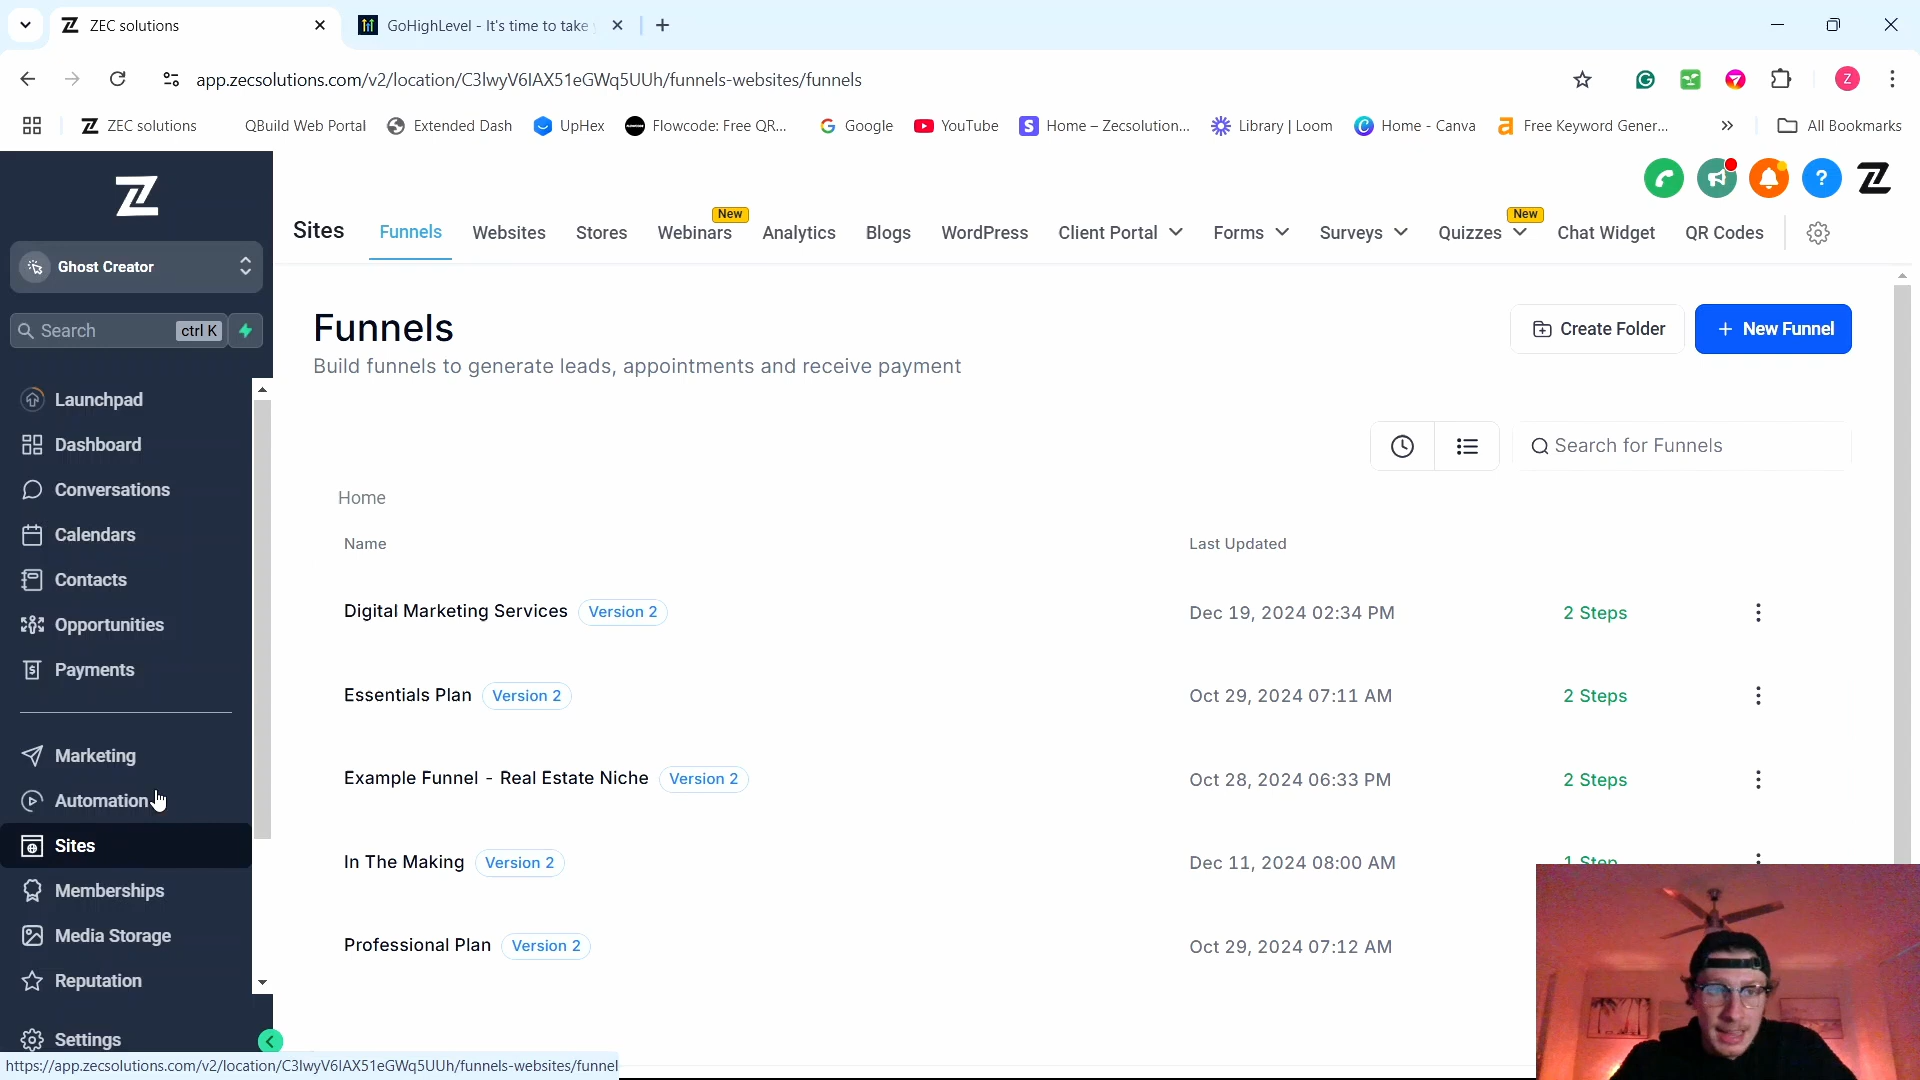 ZEC solutions
GoHighLevel - It's time to take
app.zecsolutions.com/v2/location/C3lwyV6IAX51eGWq5UUh/funnels-websites/funnels
Z
ZEC solutions
QBuild Web Portal
Extended Dash
UpHex
Flowcode: Free QR...
Google
YouTube
Home – Zecsolution...
Library | Loom
Home - Canva
Free Keyword Gener...
All Bookmarks
Ghost Creator
Search
ctrl K
Launchpad
Dashboard
Conversations
Calendars
Contacts
Opportunities
Payments
Marketing
Automation
Sites
Memberships
Media Storage
Reputation
Settings
Sites
Funnels
Websites
Stores
Webinars
New
Analytics
Blogs
WordPress
Client Portal
Forms
Surveys
Quizzes
New
Chat Widget
QR Codes
Funnels
Build funnels to generate leads, appointments and receive payment
Create Folder
+ New Funnel
Search for Funnels
Home
Name
Last Updated
Digital Marketing Services Version 2 Dec 19, 2024 02:34 PM 2 Steps
Essentials Plan Version 2 Oct 29, 2024 07:11 AM 2 Steps
Example Funnel - Real Estate Niche Version 2 Oct 28, 2024 06:33 PM 2 Steps
In The Making Version 2 Dec 11, 2024 08:00 AM 1 Step
Professional Plan Version 2 Oct 29, 2024 07:12 AM
https://app.zecsolutions.com/v2/location/C3lwyV6IAX51eGWq5UUh/funnels-websites/funnel